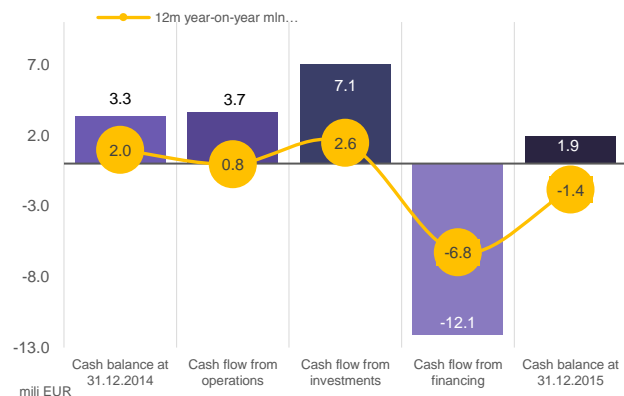 12m year-on-year mln…
7.0
2.0
-3.0
-8.0
-13.0
3.3
3.7
7.1
-12.1
1.9
2.0
0.8
2.6
-6.8
-1.4
Cash balance at
31.12.2014
Cash flow from
operations
Cash flow from
investments
Cash flow from
financing
Cash balance at
31.12.2015
mili EUR